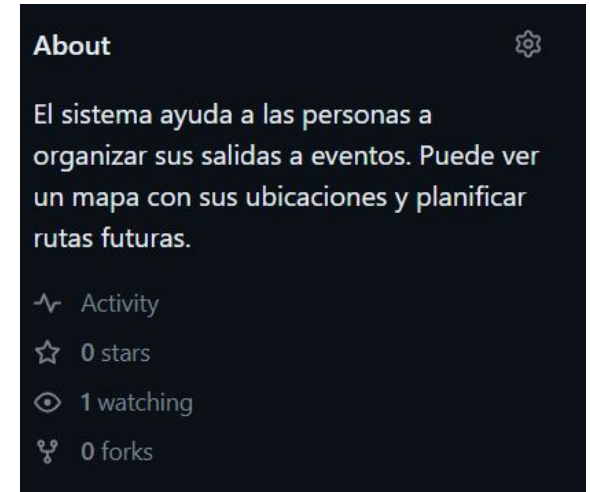 About
El sistema ayuda a las personas a
organizar sus salidas a eventos. Puede ver
un mapa con sus ubicaciones y planificar
rutas futuras.
Activity
0 stars
1 watching
0 forks